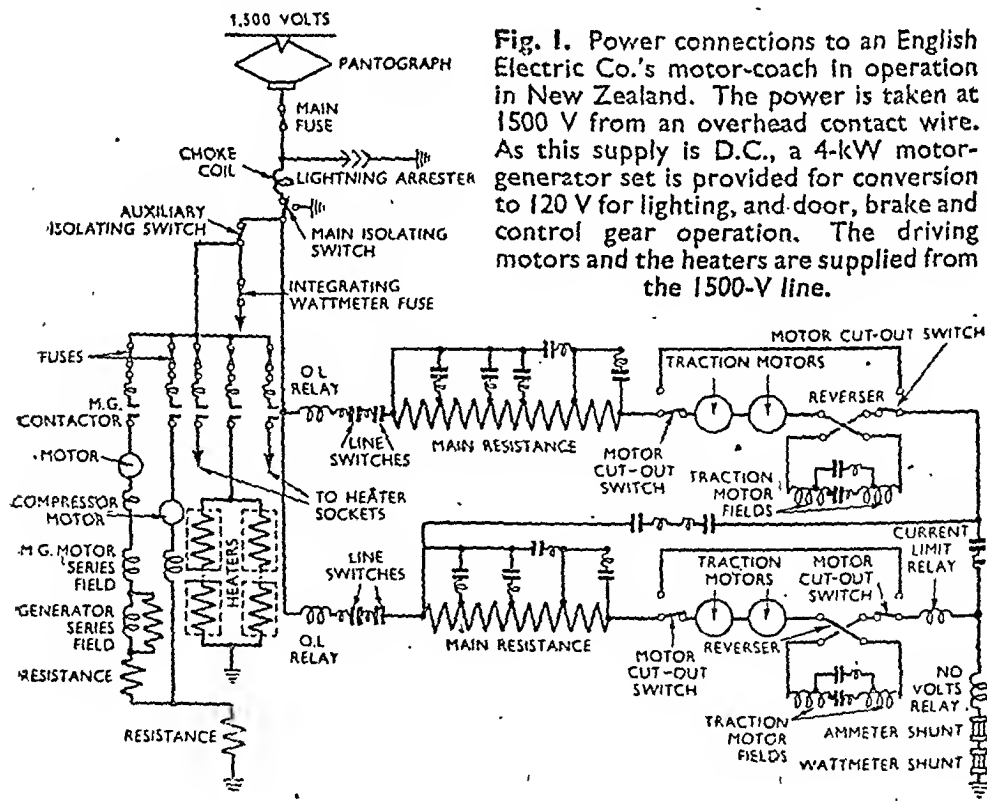 1,500 VOLTS
PANTOGRAPH
Fig. 1. Power connections to an English
Electric Co.'s motor-coach in operation
in New Zealand. The power is taken at
1500 V from an overhead contact wire.
As this supply is D.C., a 4-kW motor-
generator set is provided for conversion
to 120 V for lighting, and door, brake and
control gear operation. The driving
motors and the heaters are supplied from
the 1500-V line.
MAIN
FUSE
CHOKE
COIL
LIGHTNING ARRESTER
AUXILIARY
ISOLATING SWITCH
MAIN ISOLATING
SWITCH
INTEGRATING
WATTMETER FUSE
FUSES
M.G.
CONTACTOR
MOTOR
COMPRESSOR
MOTOR
M.G. MOTOR
SERIES
FIELD
GENERATOR
SERIES
FIELD
RESISTANCE
RESISTANCE
HEATERS
TO HEATER
SOCKETS
O L
RELAY
LINE
SWITCHES
MAIN RESISTANCE
MOTOR
CUT-OUT
SWITCH
TRACTION MOTORS
MOTOR CUT-OUT SWITCH
REVERSER
TRACTION
MOTOR
FIELDS
CURRENT
LIMIT
RELAY
LINE
SWITCHES
O.L
RELAY
MAIN RESISTANCE
MOTOR
CUT-OUT
SWITCH
TRACTION
MOTORS
MOTOR
CUT-OUT
SWITCH
REVERSER
TRACTION
MOTOR
FIELDS
NO
VOLTS
RELAY
AMMETER SHUNT
WATTMETER SHUNT